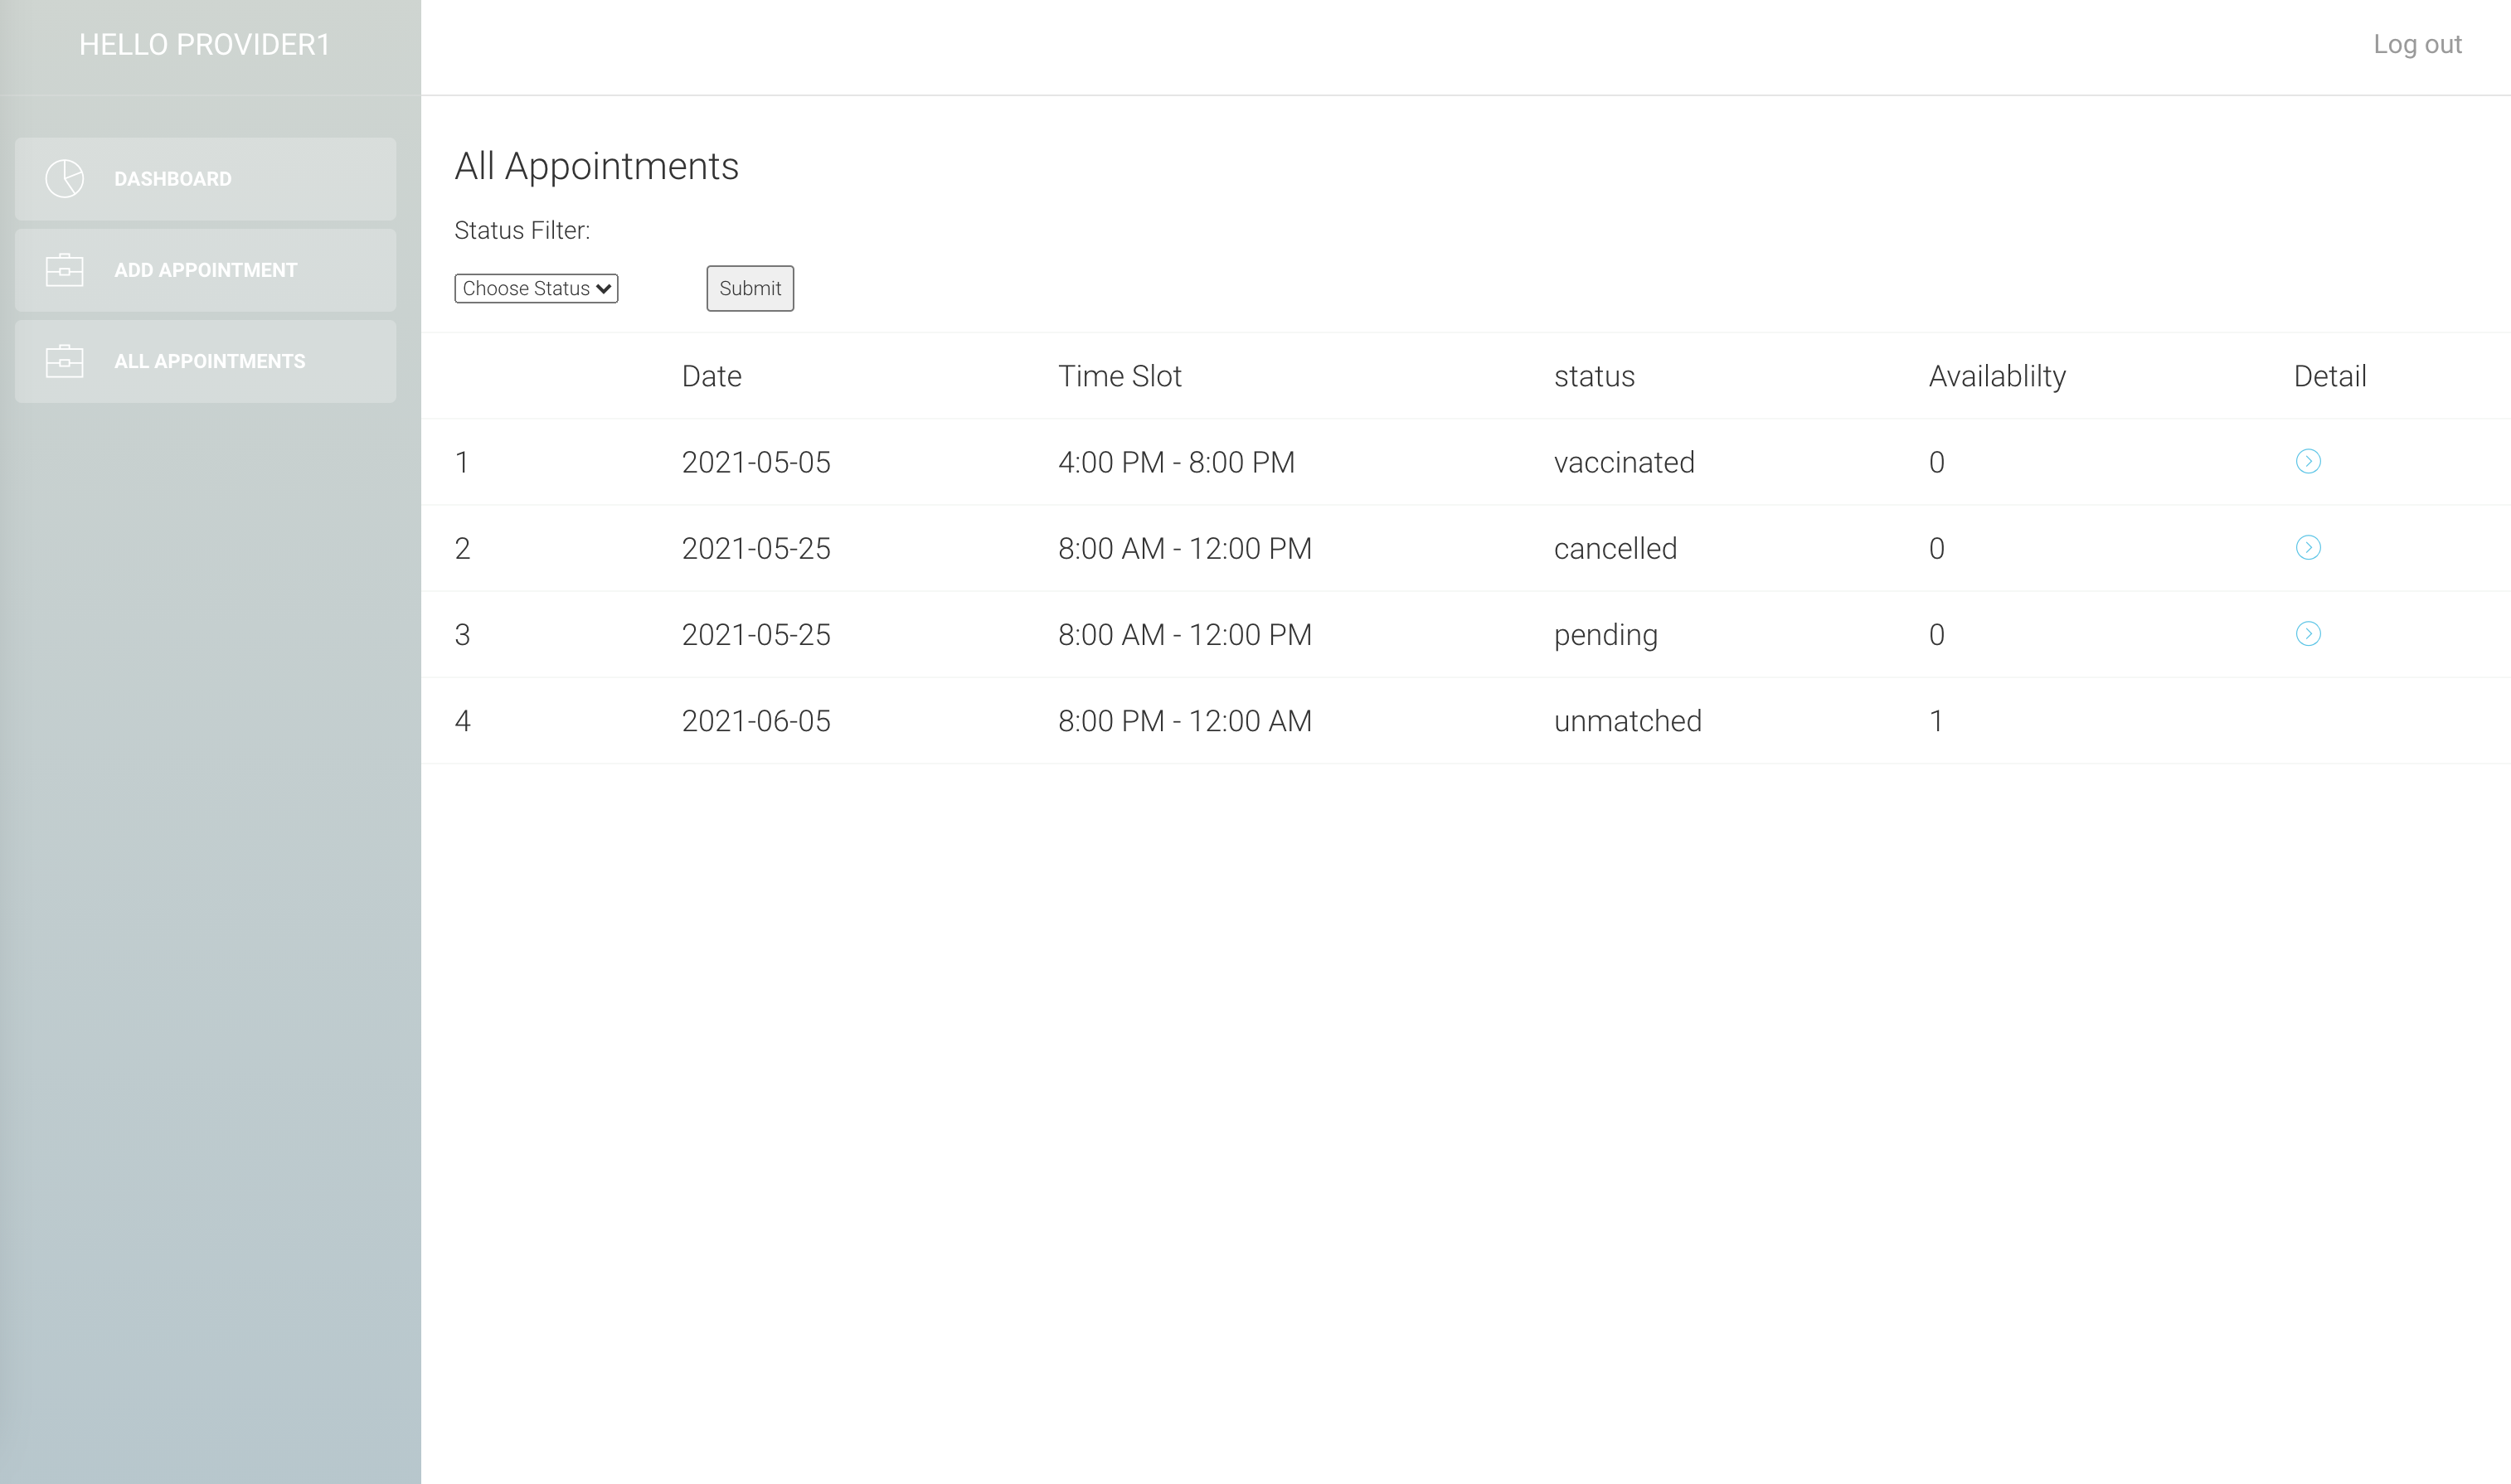 HELLO PROVIDER1
Log out
DASHBOARD
ADD APPOINTMENT
ALL APPOINTMENTS
All Appointments
Status Filter:
Choose Status Submit
Date Time Slot status Availablilty Detail
1 2021-05-05 4:00 PM - 8:00 PM vaccinated 0
2 2021-05-25 8:00 AM - 12:00 PM cancelled 0
3 2021-05-25 8:00 AM - 12:00 PM pending 0
4 2021-06-05 8:00 PM - 12:00 AM unmatched 1